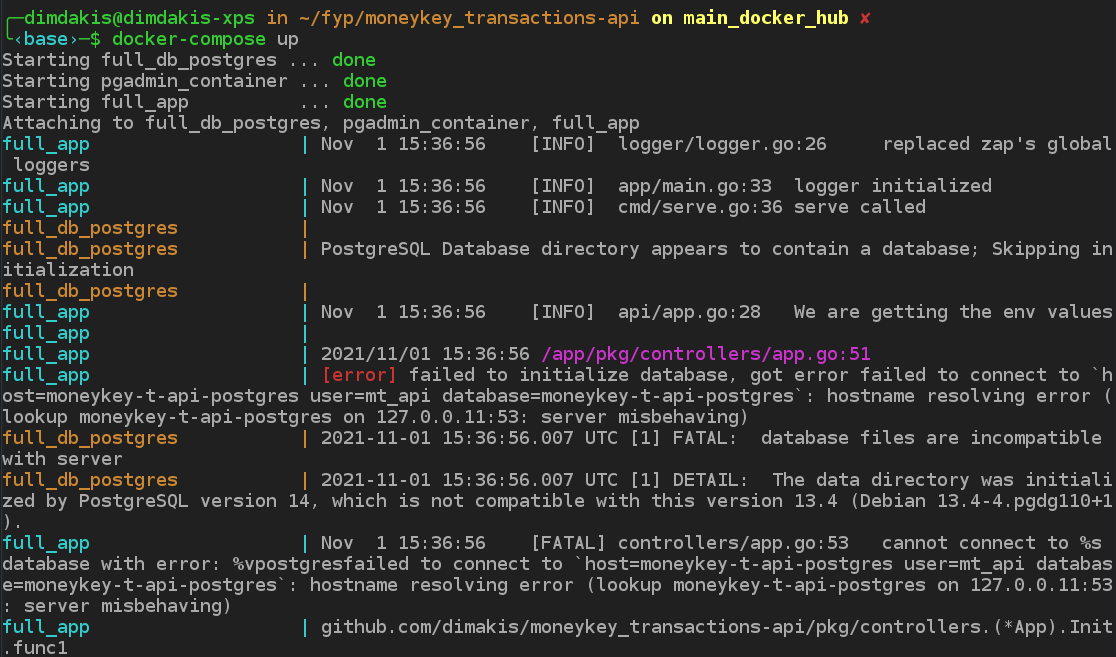 ╭─dimdakis@dimdakis-xps in ~/fyp/moneykey_transactions-api on main_docker_hub ✘
╰‹base›─$ docker-compose up
Starting full_db_postgres ... done
Starting pgadmin_container ... done
Starting full_app          ... done
Attaching to full_db_postgres, pgadmin_container, full_app
full_app                   | Nov  1 15:36:56    [INFO]  logger/logger.go:26     replaced zap's global
 loggers
full_app                   | Nov  1 15:36:56    [INFO]  app/main.go:33  logger initialized
full_app                   | Nov  1 15:36:56    [INFO]  cmd/serve.go:36 serve called
full_db_postgres           |
full_db_postgres           | PostgreSQL Database directory appears to contain a database; Skipping in
itialization
full_db_postgres           |
full_app                   | Nov  1 15:36:56    [INFO]  api/app.go:28   We are getting the env values
full_app                   |
full_app                   | 2021/11/01 15:36:56 /app/pkg/controllers/app.go:51
full_app                   | [error] failed to initialize database, got error failed to connect to `h
ost=moneykey-t-api-postgres user=mt_api database=moneykey-t-api-postgres`: hostname resolving error (
lookup moneykey-t-api-postgres on 127.0.0.11:53: server misbehaving)
full_db_postgres           | 2021-11-01 15:36:56.007 UTC [1] FATAL:  database files are incompatible
with server
full_db_postgres           | 2021-11-01 15:36:56.007 UTC [1] DETAIL:  The data directory was initiali
zed by PostgreSQL version 14, which is not compatible with this version 13.4 (Debian 13.4-4.pgdg110+1
).
full_app                   | Nov  1 15:36:56    [FATAL] controllers/app.go:53   cannot connect to %s
database with error: %vpostgresfailed to connect to `host=moneykey-t-api-postgres user=mt_api databas
e=moneykey-t-api-postgres`: hostname resolving error (lookup moneykey-t-api-postgres on 127.0.0.11:53
: server misbehaving)
full_app                   | github.com/dimakis/moneykey_transactions-api/pkg/controllers.(*App).Init
.func1